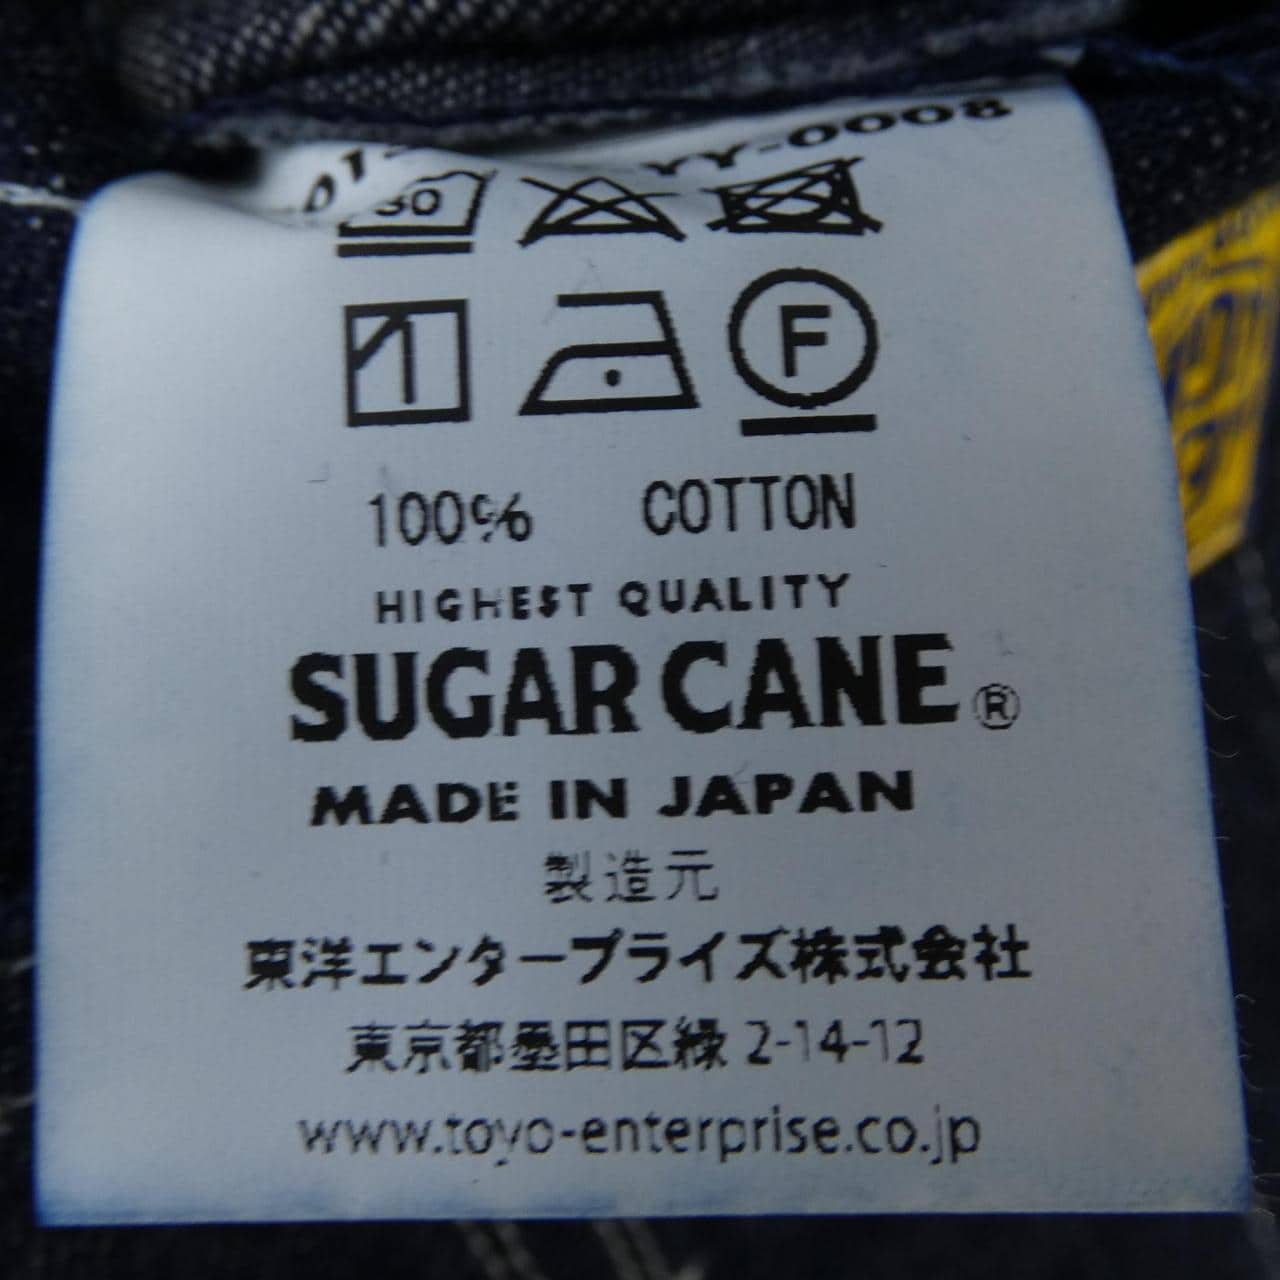 YY-0008
30
F
100% COTTON
HIGHEST QUALITY
SUGAR CANE ®
MADE IN JAPAN
製造元
東洋エンタープライズ株式会社
東京都墨田区緑 2-14-12
www.toyo-enterprise.co.jp